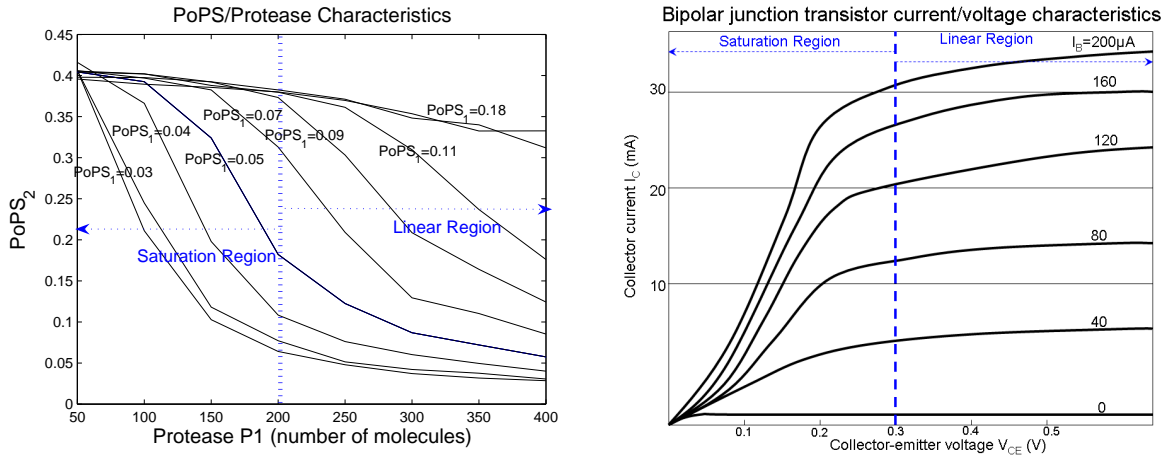 PoPS/Protease Characteristics
0.45
0.4
0.35
0.3
0.25
0.2
0.15
0.1
0.05
0
PoPS₂
PoPS₁=0.18
PoPS₁=0.07
PoPS₁=0.04
PoPS₁=0.09
PoPS₁=0.11
PoPS₁=0.05
PoPS₁=0.03
Linear Region
Saturation Region
50 100 150 200 250 300 350 400
Protease P1 (number of molecules)
Bipolar junction transistor current/voltage characteristics
Saturation Region
Linear Region
I_B=200µA
160
120
80
40
0
30
20
10
Collector current I_C (mA)
0.1 0.2 0.3 0.4 0.5
Collector-emitter voltage V_CE (V)